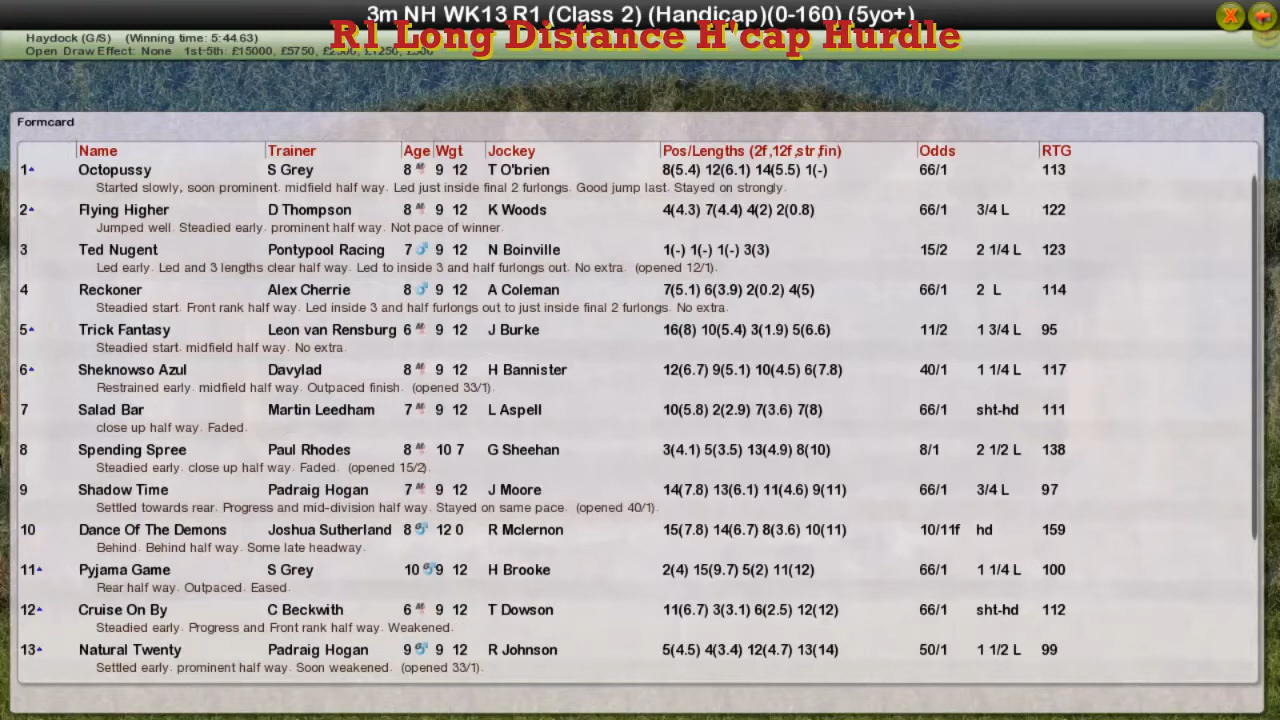 3m NH WK13 R1 (Class 2) (Handicap)(0-160) (5yo+)
R1 Long Distance H'cap Hurdle
Haydock (G/S) (Winning time: 5:44.63)
Open Draw Effect: None 1st-5th: £15000, £5750,
Formcard
Name Trainer Age Wgt Jockey Pos/Lengths (2f,12f,str,fin) Odds RTG
1 Octopussy S Grey 8 9 12 T O'brien 8(5.4) 12(6.1) 14(5.5) 1(-) 66/1 113
Started slowly, soon prominent. midfield half way. Led just inside final 2 furlongs. Good jump last. Stayed on strongly.
2 Flying Higher D Thompson 8 9 12 K Woods 4(4.3) 7(4.4) 4(2) 2(0.8) 66/1 3/4 L 122
Jumped well. Steadied early. prominent half way. Not pace of winner.
3 Ted Nugent Pontypool Racing 7 9 12 N Boinville 1(-) 1(-) 1(-) 3(3) 15/2 2 1/4 L 123
Led early. Led and 3 lengths clear half way. Led to inside 3 and half furlongs out. No extra. (opened 12/1).
4 Reckoner Alex Cherrie 8 9 12 A Coleman 7(5.1) 6(3.9) 2(0.2) 4(5) 66/1 2 L 114
Steadied start. Front rank half way. Led inside 3 and half furlongs out to just inside final 2 furlongs. No extra.
5 Trick Fantasy Leon van Rensburg 6 9 12 J Burke 16(8) 10(5.4) 3(1.9) 5(6.6) 11/2 1 3/4 L 95
Steadied start. midfield half way. No extra.
6 Sheknowso Azul Davylad 8 9 12 H Bannister 12(6.7) 9(5.1) 10(4.5) 6(7.8) 40/1 1 1/4 L 117
Restrained early. midfield half way. Outpaced finish. (opened 33/1).
7 Salad Bar Martin Leedham 7 9 12 L Aspell 10(5.8) 2(2.9) 7(3.6) 7(8) 66/1 sht-hd 111
close up half way. Faded.
8 Spending Spree Paul Rhodes 8 10 7 G Sheehan 3(4.1) 5(3.5) 13(4.9) 8(10) 8/1 2 1/2 L 138
Steadied early. close up half way. Faded. (opened 15/2).
9 Shadow Time Padraig Hogan 7 9 12 J Moore 14(7.8) 13(6.1) 11(4.6) 9(11) 66/1 3/4 L 97
Settled towards rear. Progress and mid-division half way. Stayed on same pace. (opened 40/1).
10 Dance Of The Demons Joshua Sutherland 8 12 0 R Mclernon 15(7.8) 14(6.7) 8(3.6) 10(11) 10/11f hd 159
Behind. Behind half way. Some late headway.
11 Pyjama Game S Grey 10 9 12 H Brooke 2(4) 15(9.7) 5(2) 11(12) 66/1 1 1/4 L 100
Rear half way. Outpaced. Eased.
12 Cruise On By C Beckwith 6 9 12 T Dowson 11(6.7) 3(3.1) 6(2.5) 12(12) 66/1 sht-hd 112
Steadied early. Progress and Front rank half way. Weakened.
13 Natural Twenty Padraig Hogan 9 9 12 R Johnson 5(4.5) 4(3.4) 12(4.7) 13(14) 50/1 1 1/2 L 99
Settled early. prominent half way. Soon weakened. (opened 33/1).